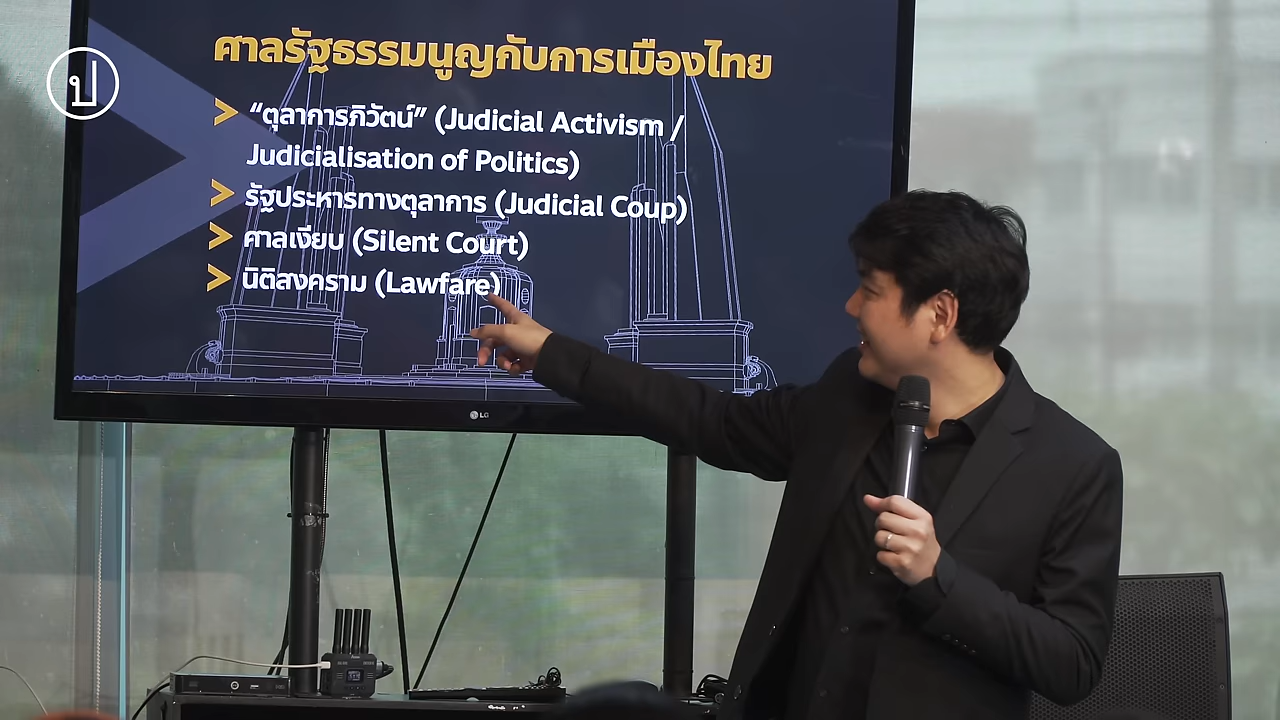 ป
ศาลรัฐธรรมนูญกับการเมืองไทย
“ตุลาการภิวัตน์” (Judicial Activism /
Judicialisation of Politics)
รัฐประหารทางตุลาการ (Judicial Coup)
ศาลเงียบ (Silent Court)
นิติสงคราม (Lawfare)
LG